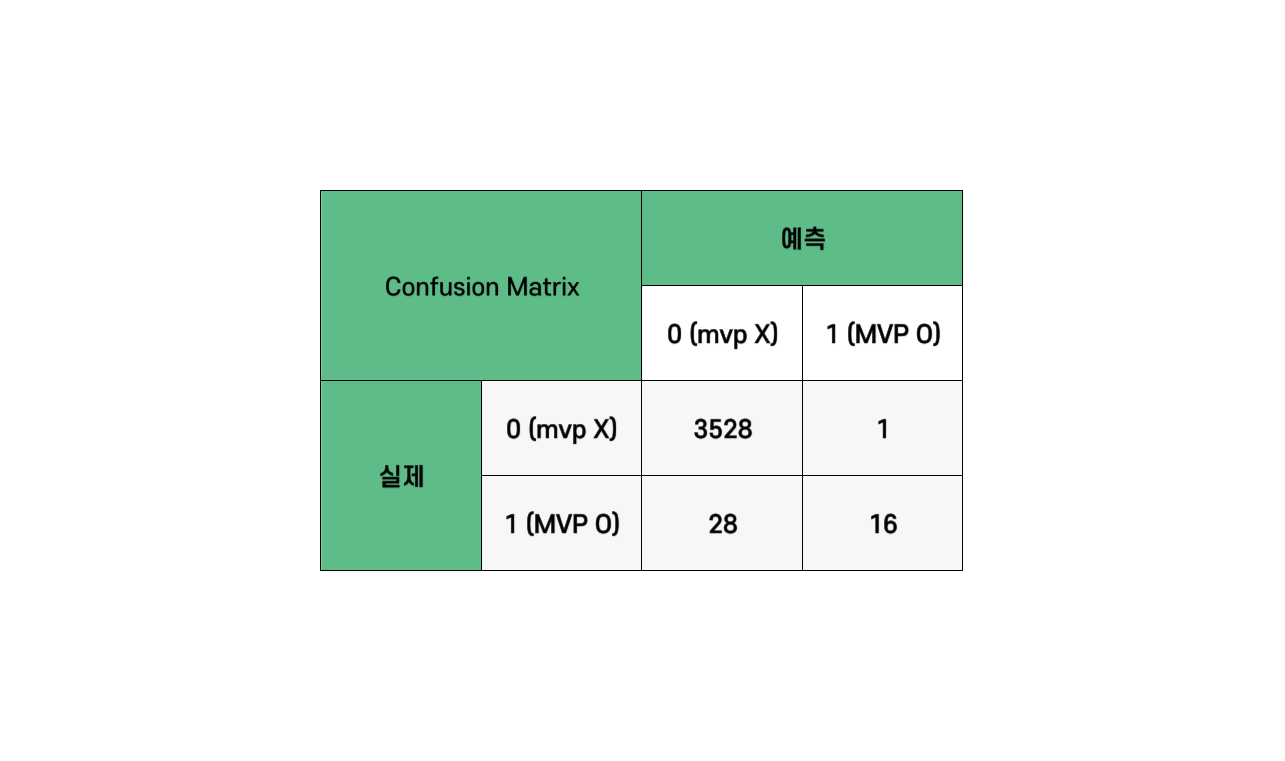 Confusion Matrix
예측
0 (mvp X)
1 (MVP O)
실제
0 (mvp X)
3528
1
1 (MVP O)
28
16